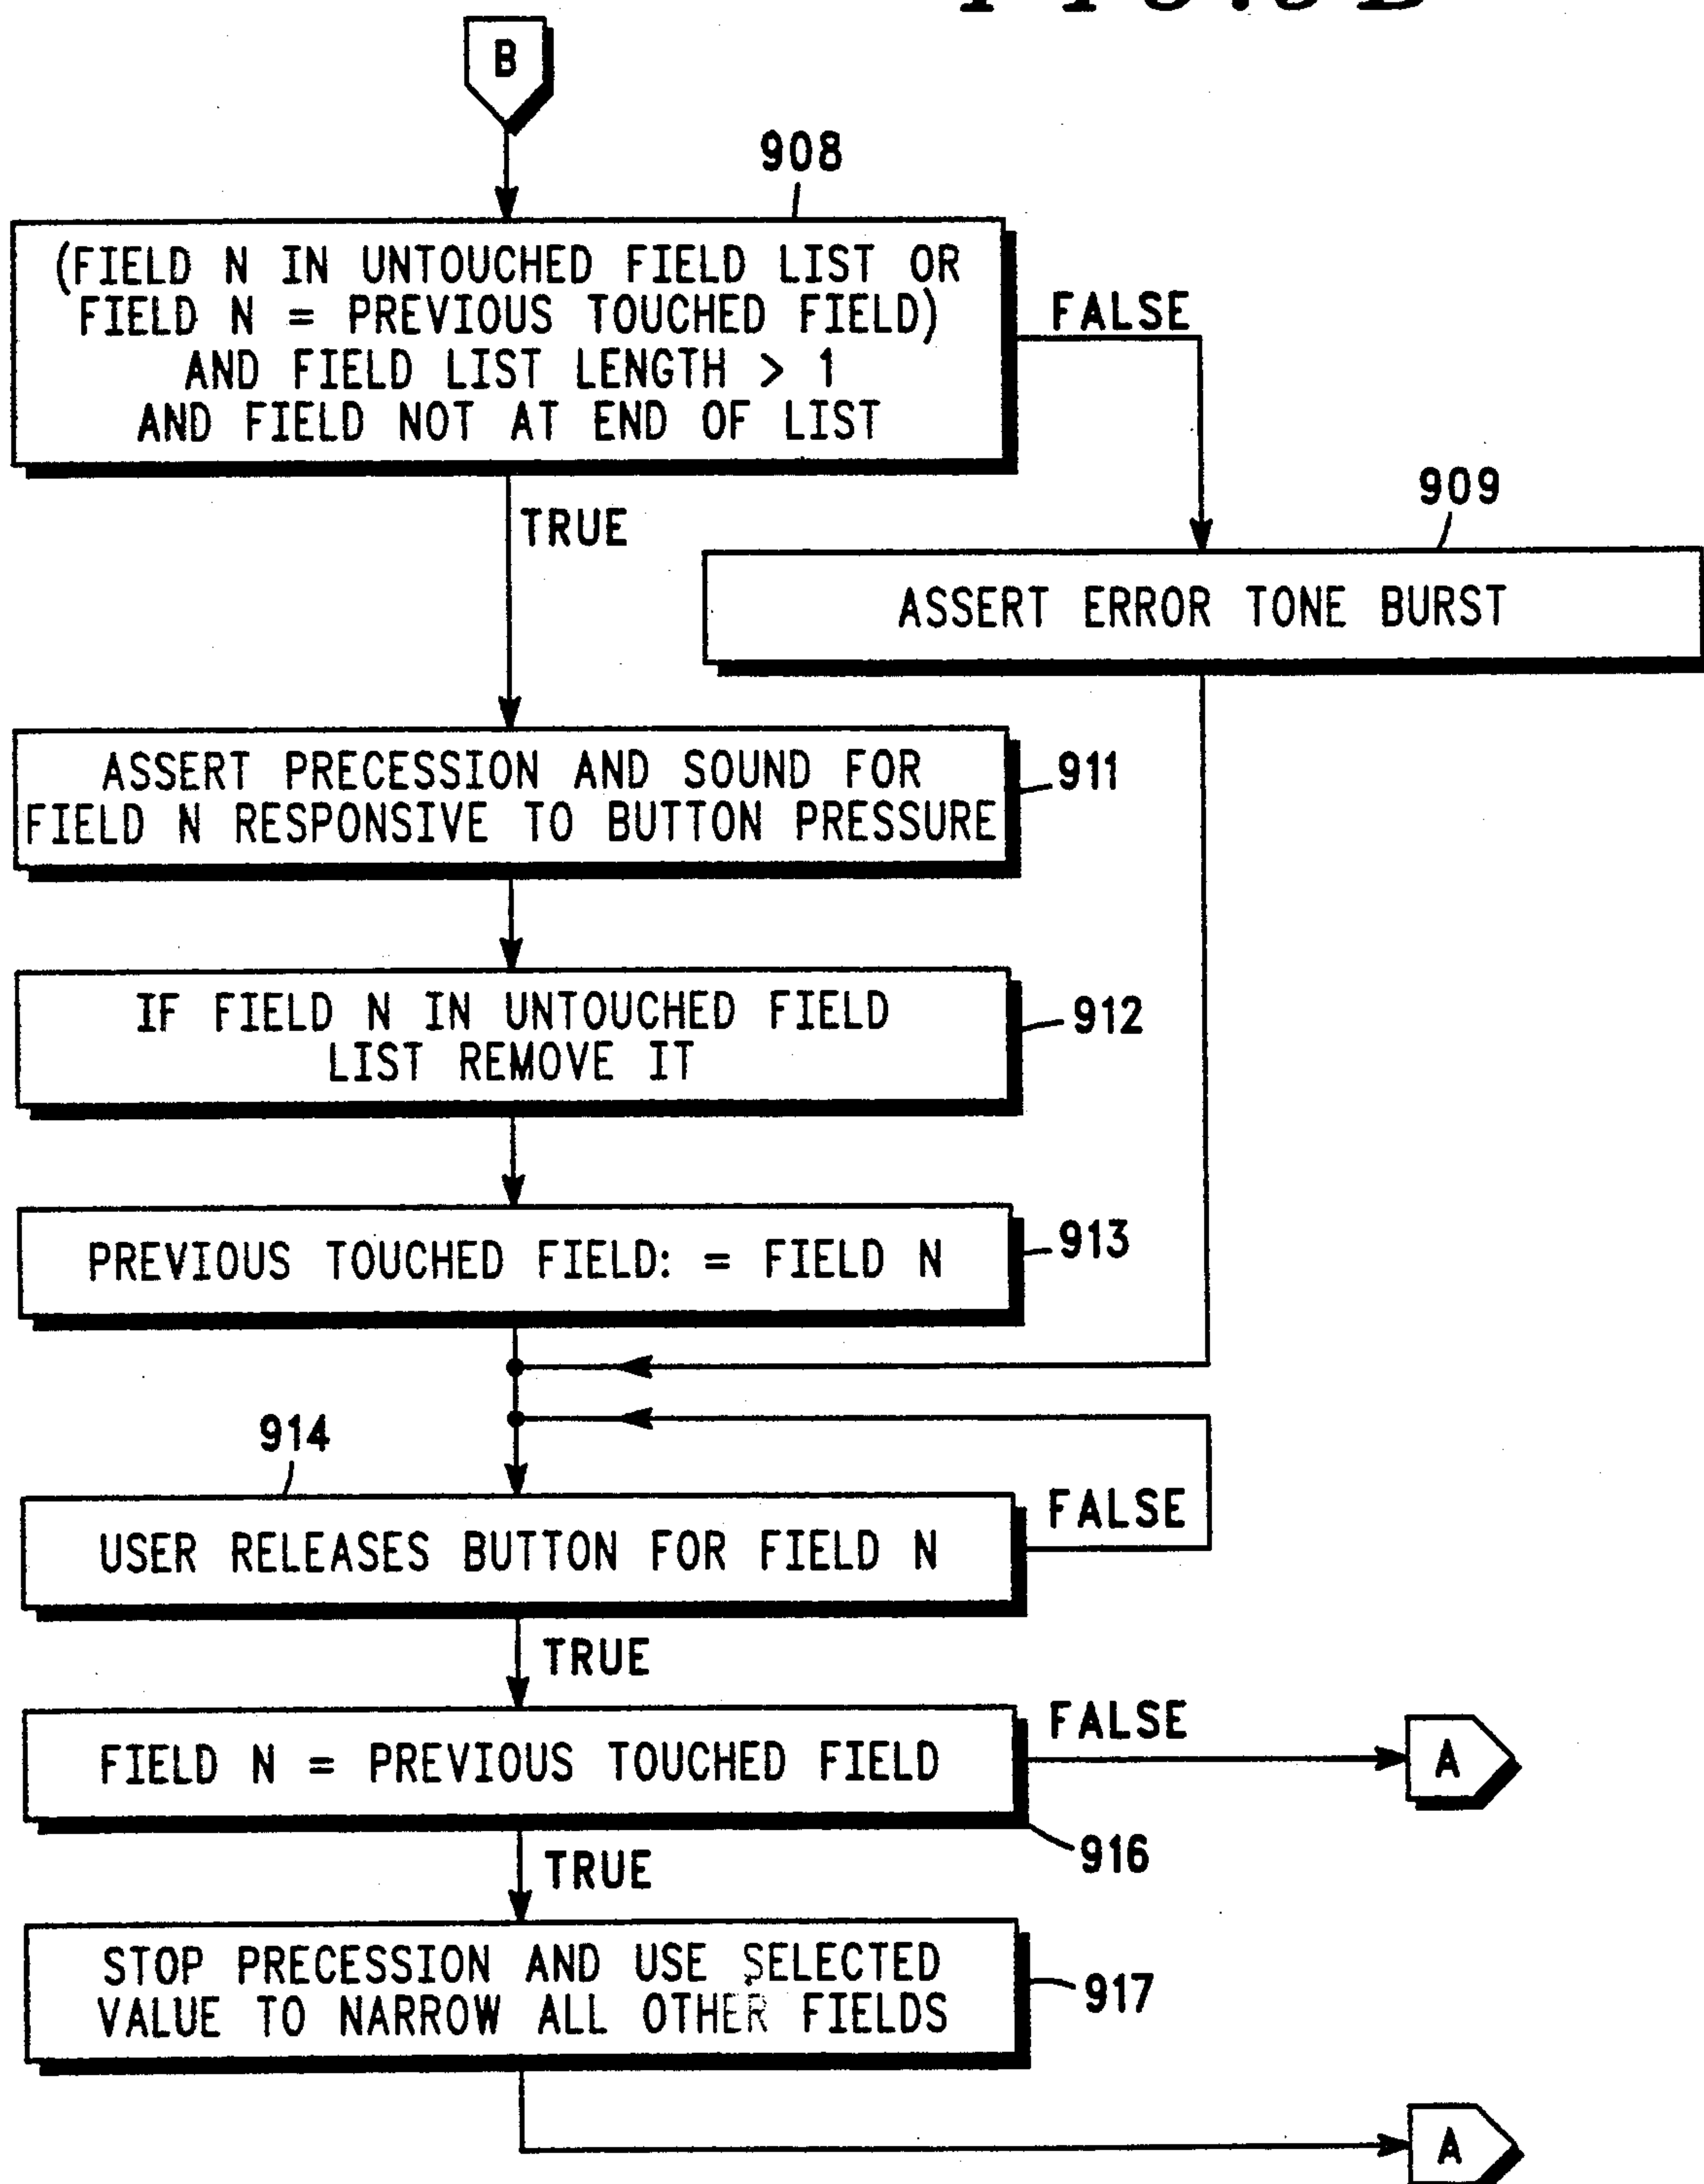 B
908
(FIELD N IN UNTOUCHED FIELD LIST OR
FIELD N = PREVIOUS TOUCHED FIELD)
AND FIELD LIST LENGTH > 1
AND FIELD NOT AT END OF LIST
FALSE
TRUE
909
ASSERT ERROR TONE BURST
ASSERT PRECESSION AND SOUND FOR
FIELD N RESPONSIVE TO BUTTON PRESSURE
911
IF FIELD N IN UNTOUCHED FIELD
LIST REMOVE IT
912
PREVIOUS TOUCHED FIELD: = FIELD N
913
914
USER RELEASES BUTTON FOR FIELD N
FALSE
TRUE
FIELD N = PREVIOUS TOUCHED FIELD
FALSE
A
916
TRUE
STOP PRECESSION AND USE SELECTED
VALUE TO NARROW ALL OTHER FIELDS
917
A